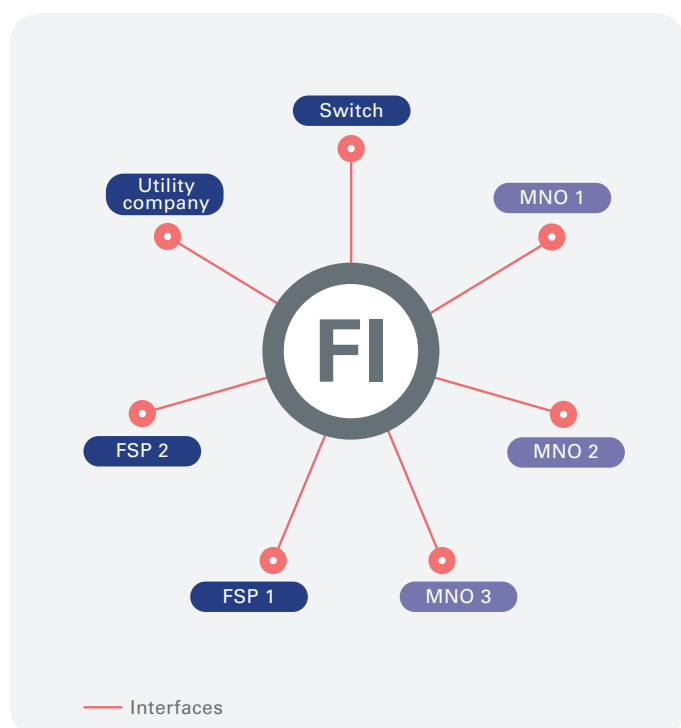 Switch
Utility
company
MNO 1
FI
FSP 2
MNO 2
FSP 1
MNO 3
Interfaces